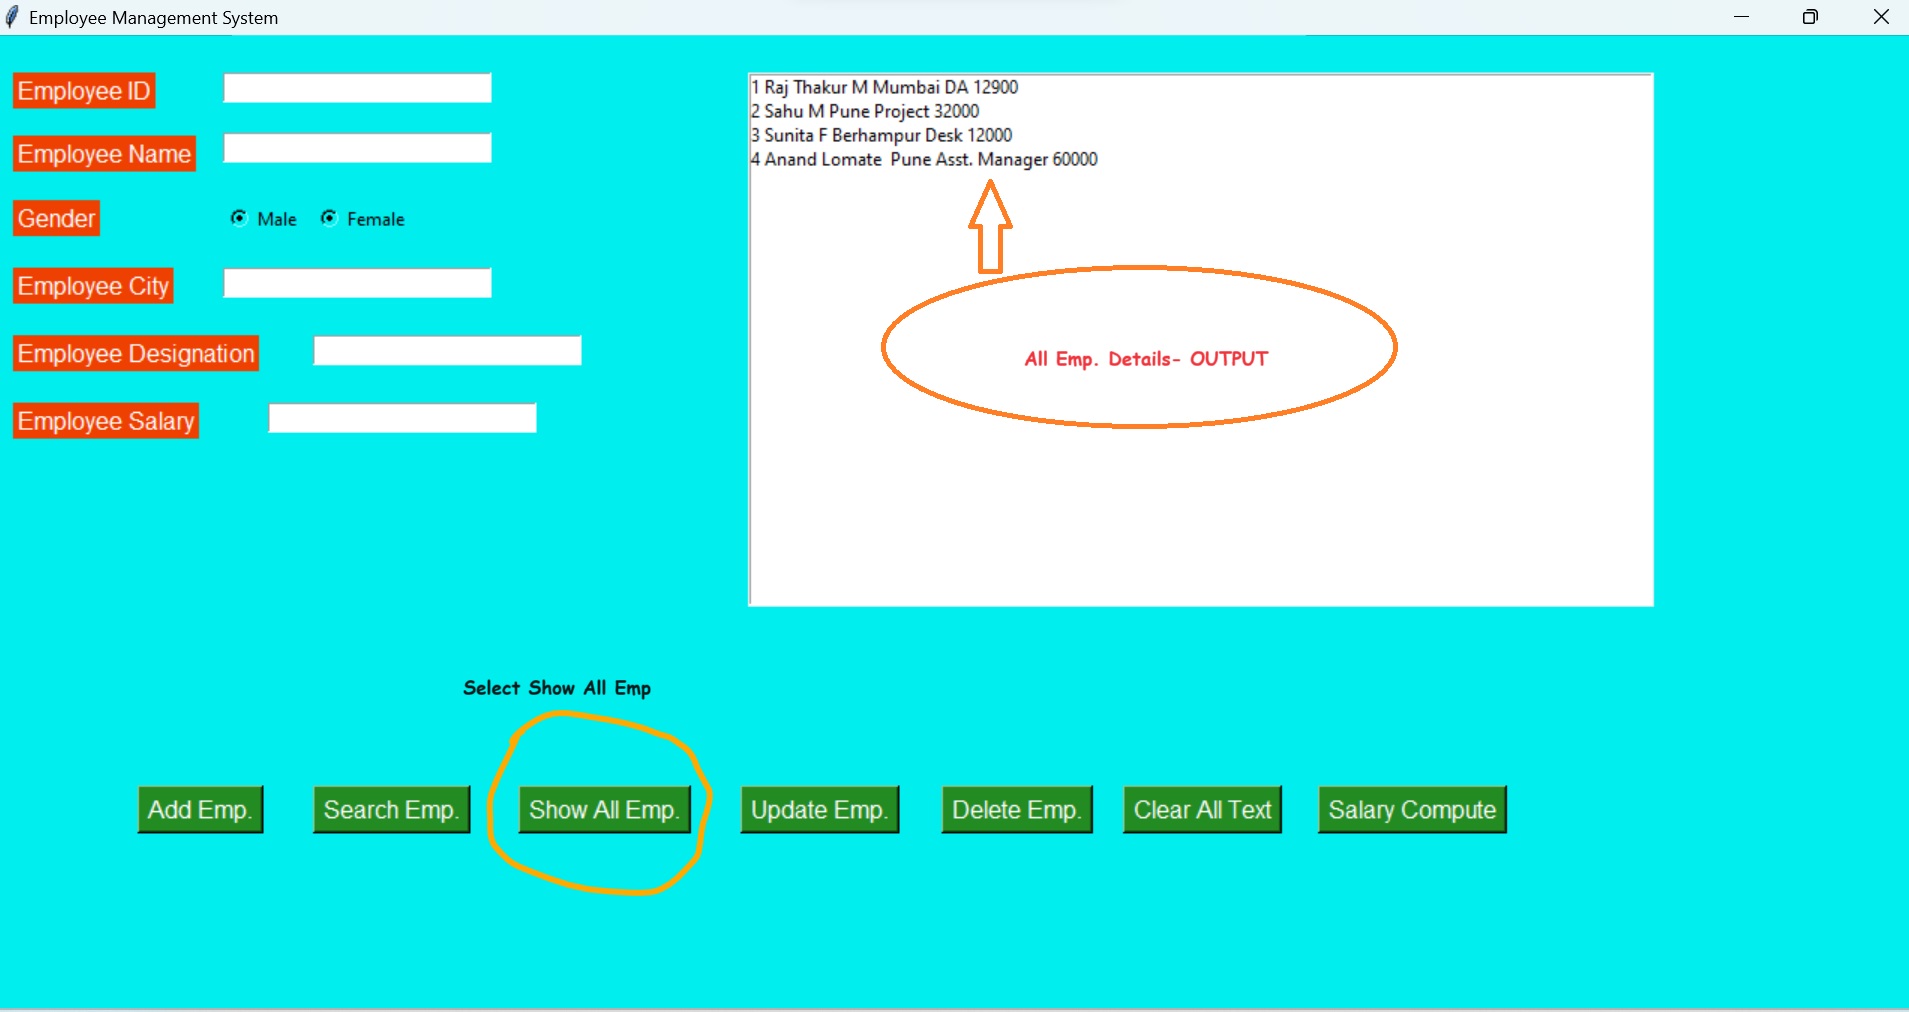 Employee Management System
Employee ID
Employee Name
Gender
Male Female
Employee City
Employee Designation
Employee Salary
1 Raj Thakur M Mumbai DA 12900
2 Sahu M Pune Project 32000
3 Sunita F Berhampur Desk 12000
4 Anand Lomate  Pune Asst. Manager 60000
All Emp. Details- OUTPUT
Select Show All Emp
Add Emp. Search Emp. Show All Emp. Update Emp. Delete Emp. Clear All Text Salary Compute